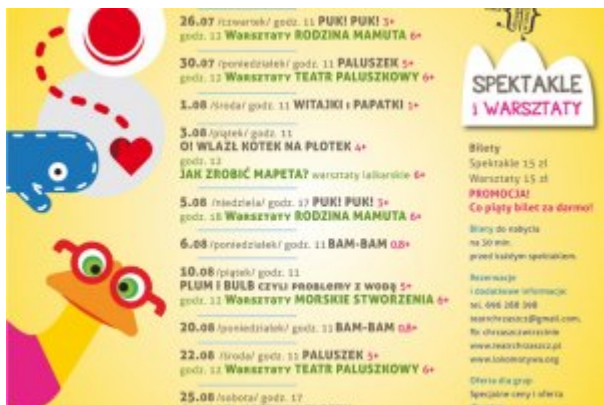 26.07 /czwartek/ godz. 11 PUK! PUK! 3+
godz. 12 Warsztaty RODZINA MAMUTA 6+
30.07 /poniedziałek/ godz. 11 PALUSZEK 5+
godz. 12 Warsztaty TEATR PALUSZKOWY 6+
1.08 /środa/ godz. 11 WITAJKI i PAPATKI 1+
3.08 /piątek/ godz. 11
O! WLAZŁ KOTEK NA PŁOTEK 4+
godz. 12
JAK ZROBIĆ MAPETA? warsztaty lalkarskie 6+
5.08 /niedziela/ godz. 17 PUK! PUK! 3+
godz. 18 Warsztaty RODZINA MAMUTA 6+
6.08 /poniedziałek/ godz. 11 BAM-BAM 0,8+
10.08 /piątek/ godz. 11
PLUM I BULB czyli problemy z wodą 5+
godz. 12 Warsztaty MORSKIE STWORZENIA 6+
20.08 /poniedziałek/ godz. 11 BAM-BAM 0,8+
22.08 /środa/ godz. 11 PALUSZEK 5+
godz. 12 Warsztaty TEATR PALUSZKOWY 6+
25.08 /sobota/ godz. 17
SPEKTAKLE
i WARSZTATY
Bilety
Spektakle 15 zł
Warsztaty 15 zł
PROMOCJA!
Co piąty bilet za darmo!
Bilety do nabycia
na 30 min.
przed każdym spektaklem.
Rezerwacje
i dodatkowe informacje:
teatrchrzaszcz@gmail.com,
www.teatrchrzaszcz.pl
www.lokomotywa.org
Oferta dla grup
Specjalne ceny i oferta